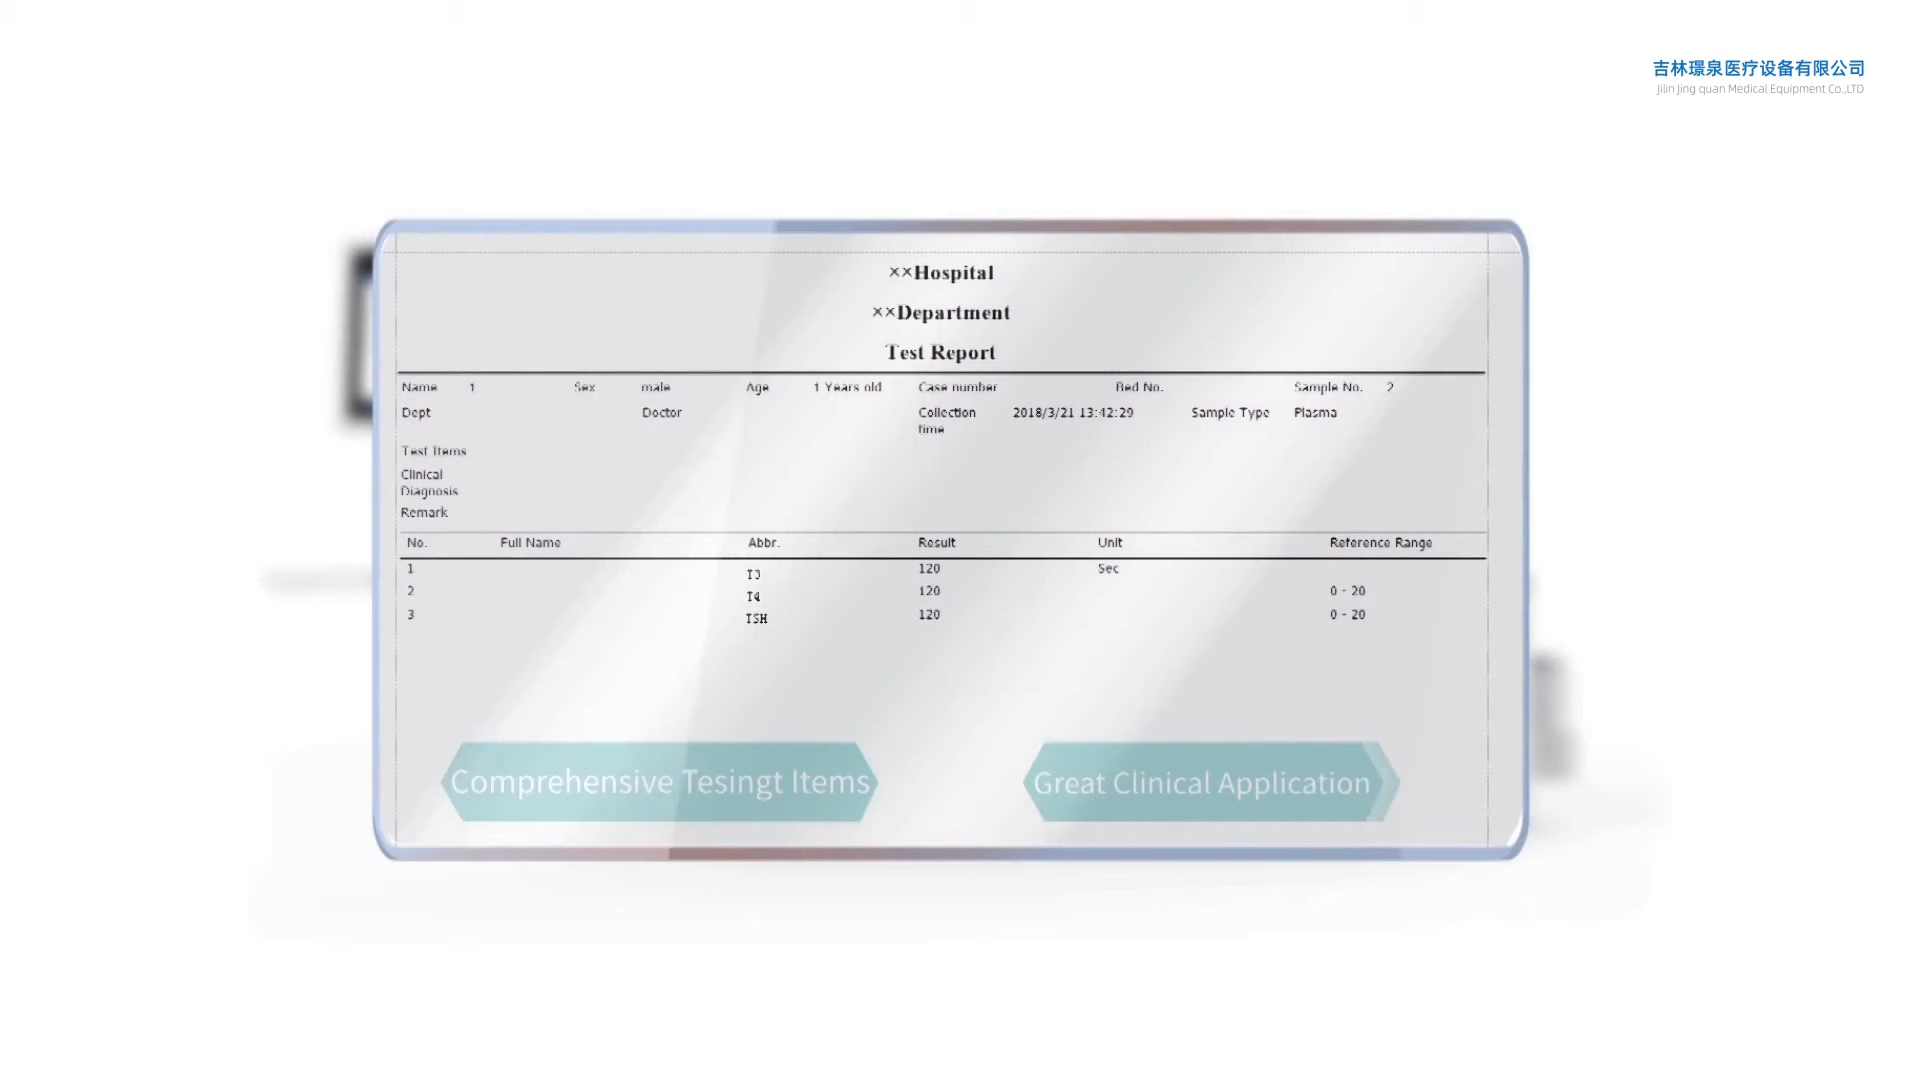 吉林璟泉医疗设备有限公司
Jilin Jing quan Medical Equipment Co.,LTD
××Hospital
××Department
Test Report
Name 1 Sex male Age 1 Years old Case number Bed No. Sample No. 2
Dept Doctor Collection time 2018/3/21 13:42:29 Sample Type Plasma
Test Items
Clinical
Diagnosis
Remark
No. Full Name Abbr. Result Unit Reference Range
1 T3 120 Sec
2 T4 120 0 - 20
3 TSH 120 0 - 20
Comprehensive Tesingt Items
Great Clinical Application